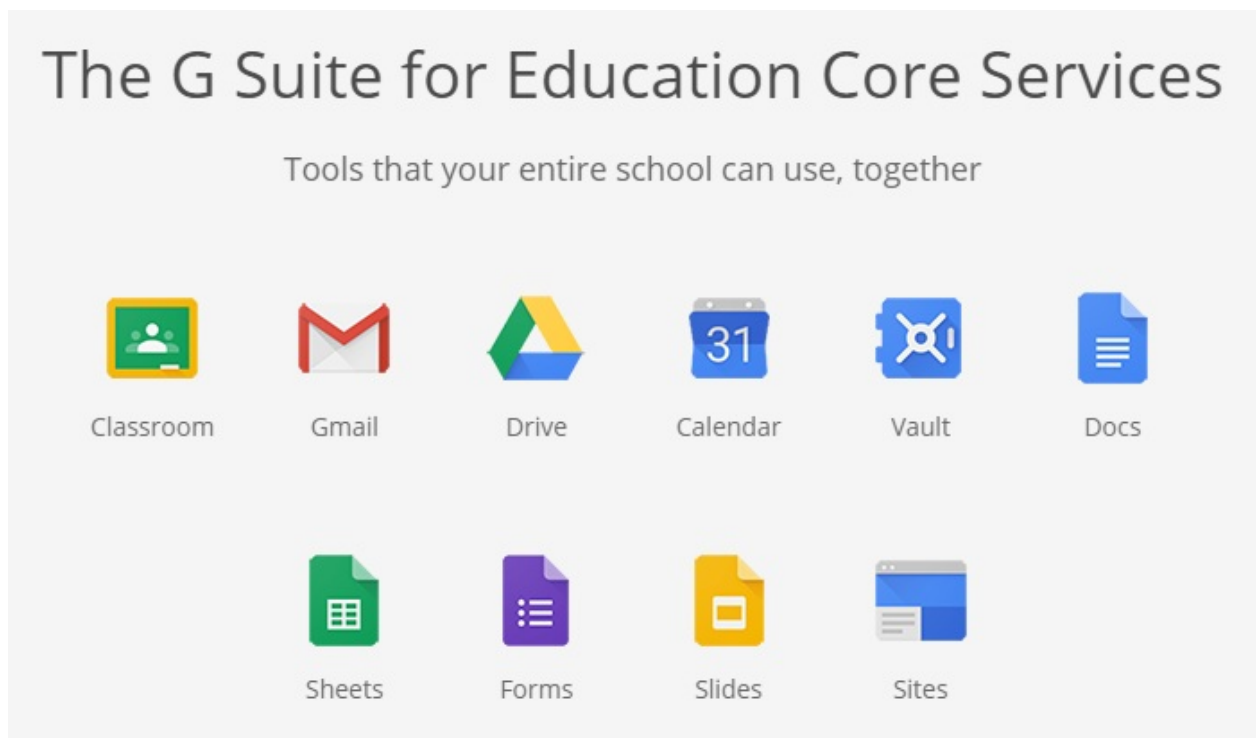 The G Suite for Education Core Services
Tools that your entire school can use, together
31
Classroom Gmail Drive Calendar Vault Docs
Sheets Forms Slides Sites